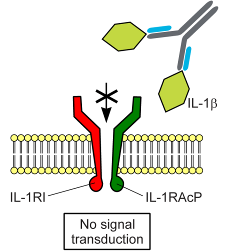 IL-1β
IL-1RI
IL-1RAcP
No signal
transduction